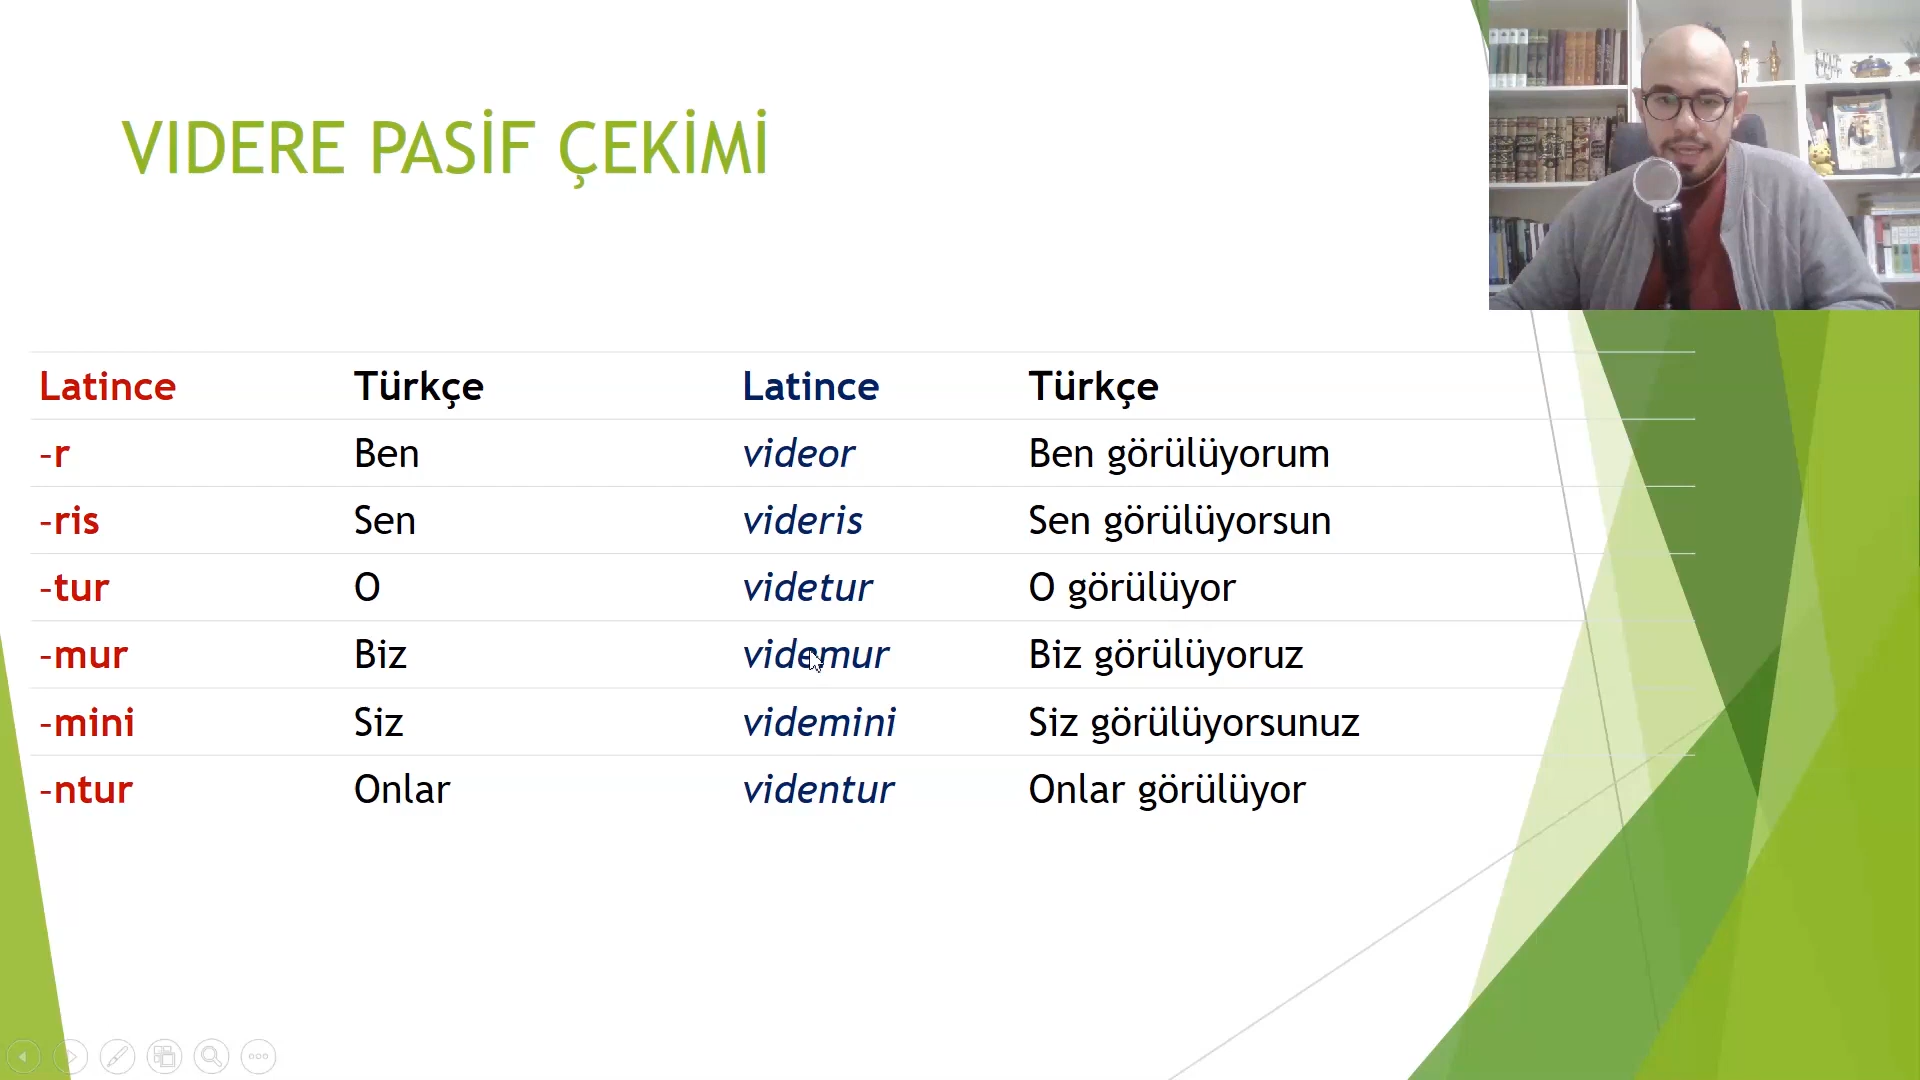 VIDERE PASİF ÇEKİMİ
Latince Türkçe Latince Türkçe
-r Ben videor Ben görülüyorum
-ris Sen videris Sen görülüyorsun
-tur O videtur O görülüyor
-mur Biz videmur Biz görülüyoruz
-mini Siz videmini Siz görülüyorsunuz
-ntur Onlar videntur Onlar görülüyor